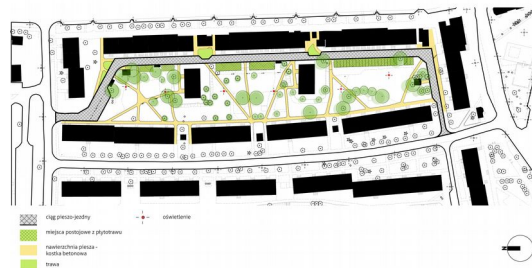 ciąg pieszo-jezdny
oświetlenie
miejsca postojowe z płytotrawu
nawierzchnia piesza -
kostka betonowa
trawa